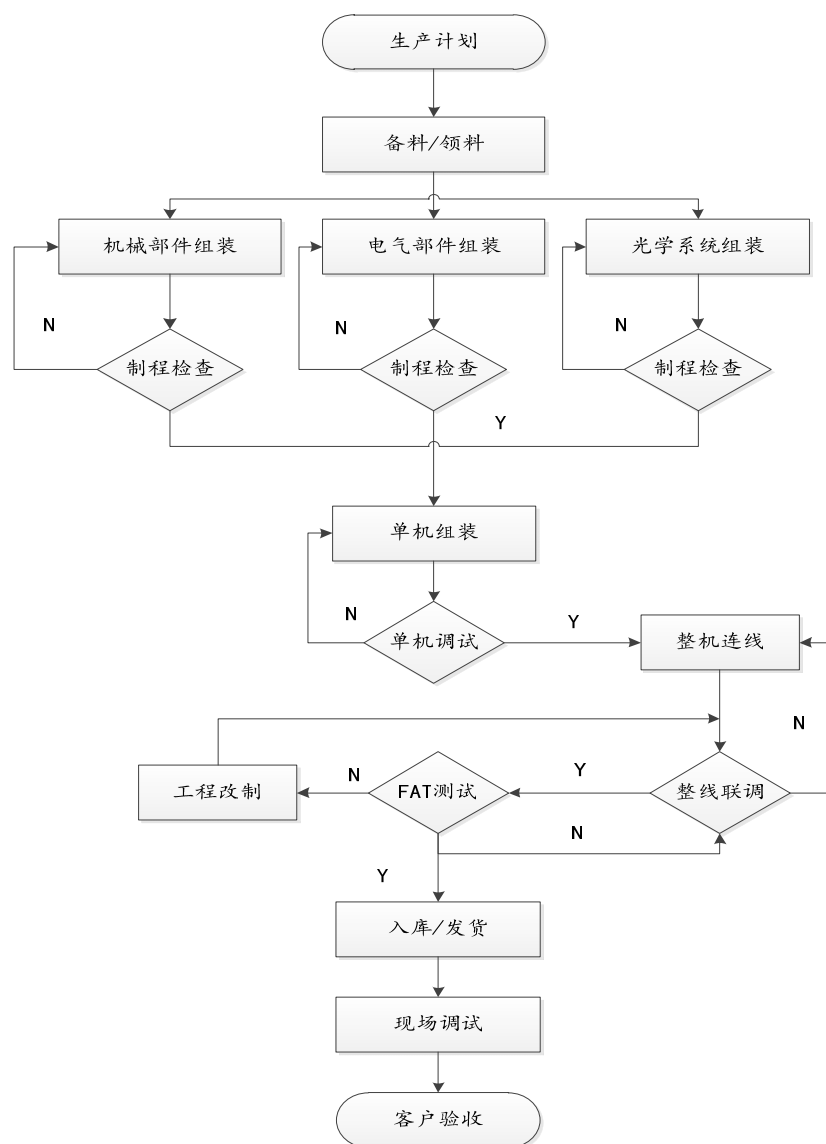 生产计划
备料/领料
机械部件组装
电气部件组装
光学系统组装
N
N
N
制程检查
制程检查
制程检查
Y
单机组装
N
单机调试
Y
整机连线
N
工程改制
N
FAT测试
Y
整线联调
N
Y
入库/发货
现场调试
客户验收